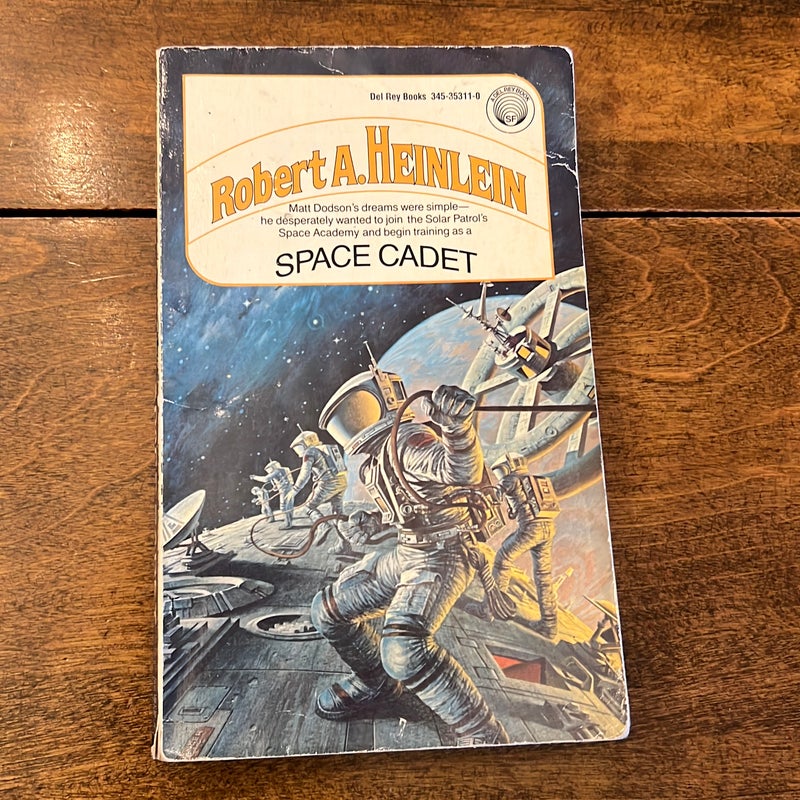 Del Rey Books 345-35311-0
A DEL REY BOOK
SF
Robert A. HEINLEIN
Matt Dodson's dreams were simple—
he desperately wanted to join the Solar Patrol's
Space Academy and begin training as a
SPACE CADET